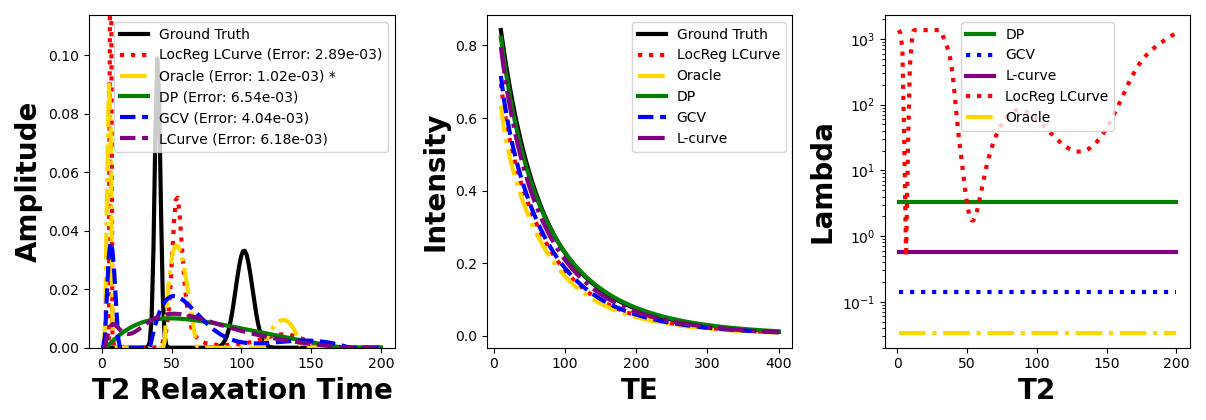 Amplitude
0.00
0.02
0.04
0.06
0.08
0.10
0
50
100
150
200
T2 Relaxation Time
Ground Truth
LocReg LCurve (Error: 2.89e-03)
Oracle (Error: 1.02e-03) *
DP (Error: 6.54e-03)
GCV (Error: 4.04e-03)
LCurve (Error: 6.18e-03)
Intensity
0.0
0.2
0.4
0.6
0.8
0
100
200
300
400
TE
Ground Truth
LocReg LCurve
Oracle
DP
GCV
L-curve
Lambda
10⁻¹
10⁰
10¹
10²
10³
0
50
100
150
200
T2
DP
GCV
L-curve
LocReg LCurve
Oracle